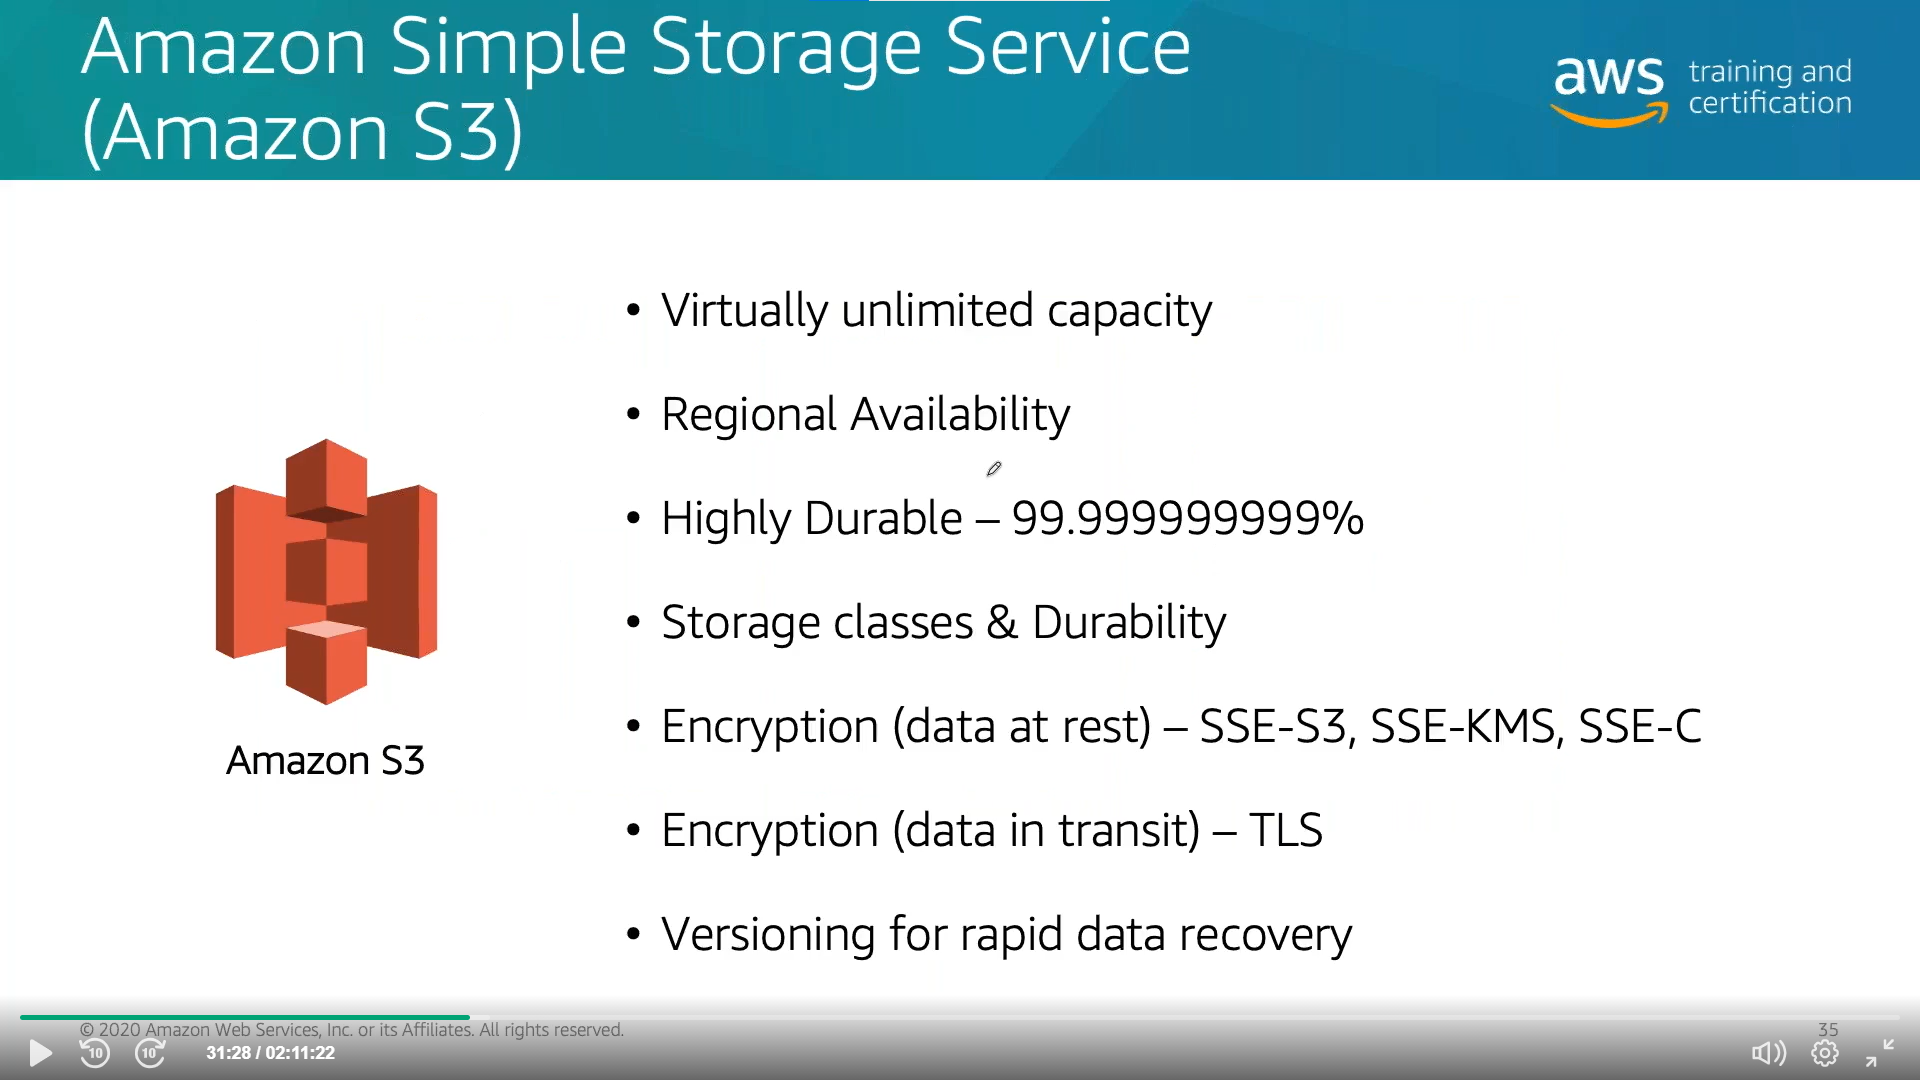 Amazon Simple Storage Service
(Amazon S3)
aws training and
certification
• Virtually unlimited capacity
• Regional Availability
• Highly Durable – 99.999999999%
• Storage classes & Durability
• Encryption (data at rest) – SSE-S3, SSE-KMS, SSE-C
• Encryption (data in transit) – TLS
• Versioning for rapid data recovery
Amazon S3
© 2020 Amazon Web Services, Inc. or its Affiliates. All rights reserved.
35
10
10
31:28 / 02:11:22